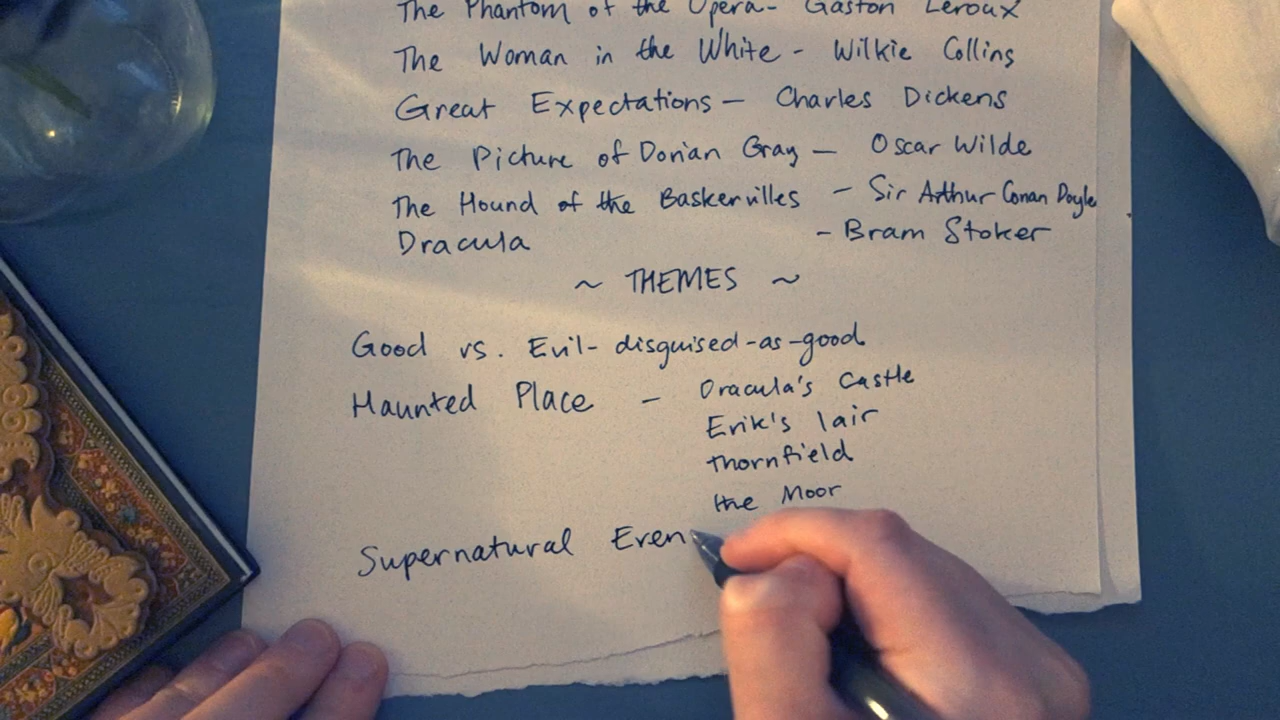 The Phantom of the Opera - Gaston Leroux
The Woman in the White - Wilkie Collins
Great Expectations - Charles Dickens
The Picture of Dorian Gray - Oscar Wilde
The Hound of the Baskervilles - Sir Arthur Conan Doyle
Dracula - Bram Stoker
~ THEMES ~
Good vs. Evil-disguised-as-good
Haunted Place - Dracula's Castle
Erik's lair
thornfield
the Moor
Supernatural Even